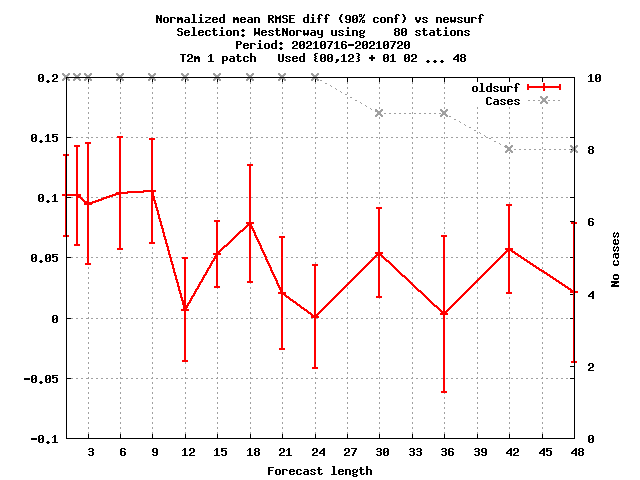 Normalized mean RMSE diff (90% conf) vs newsurf
Selection: WestNorway using    80 stations
Period: 20210716-20210720
T2m 1 patch   Used {00,12} + 01 02 ... 48
oldsurf
Cases
0.2
0.15
0.1
0.05
0
-0.05
-0.1
10
8
6
4
2
0
No cases
3 6 9 12 15 18 21 24 27 30 33 36 39 42 45 48
Forecast length